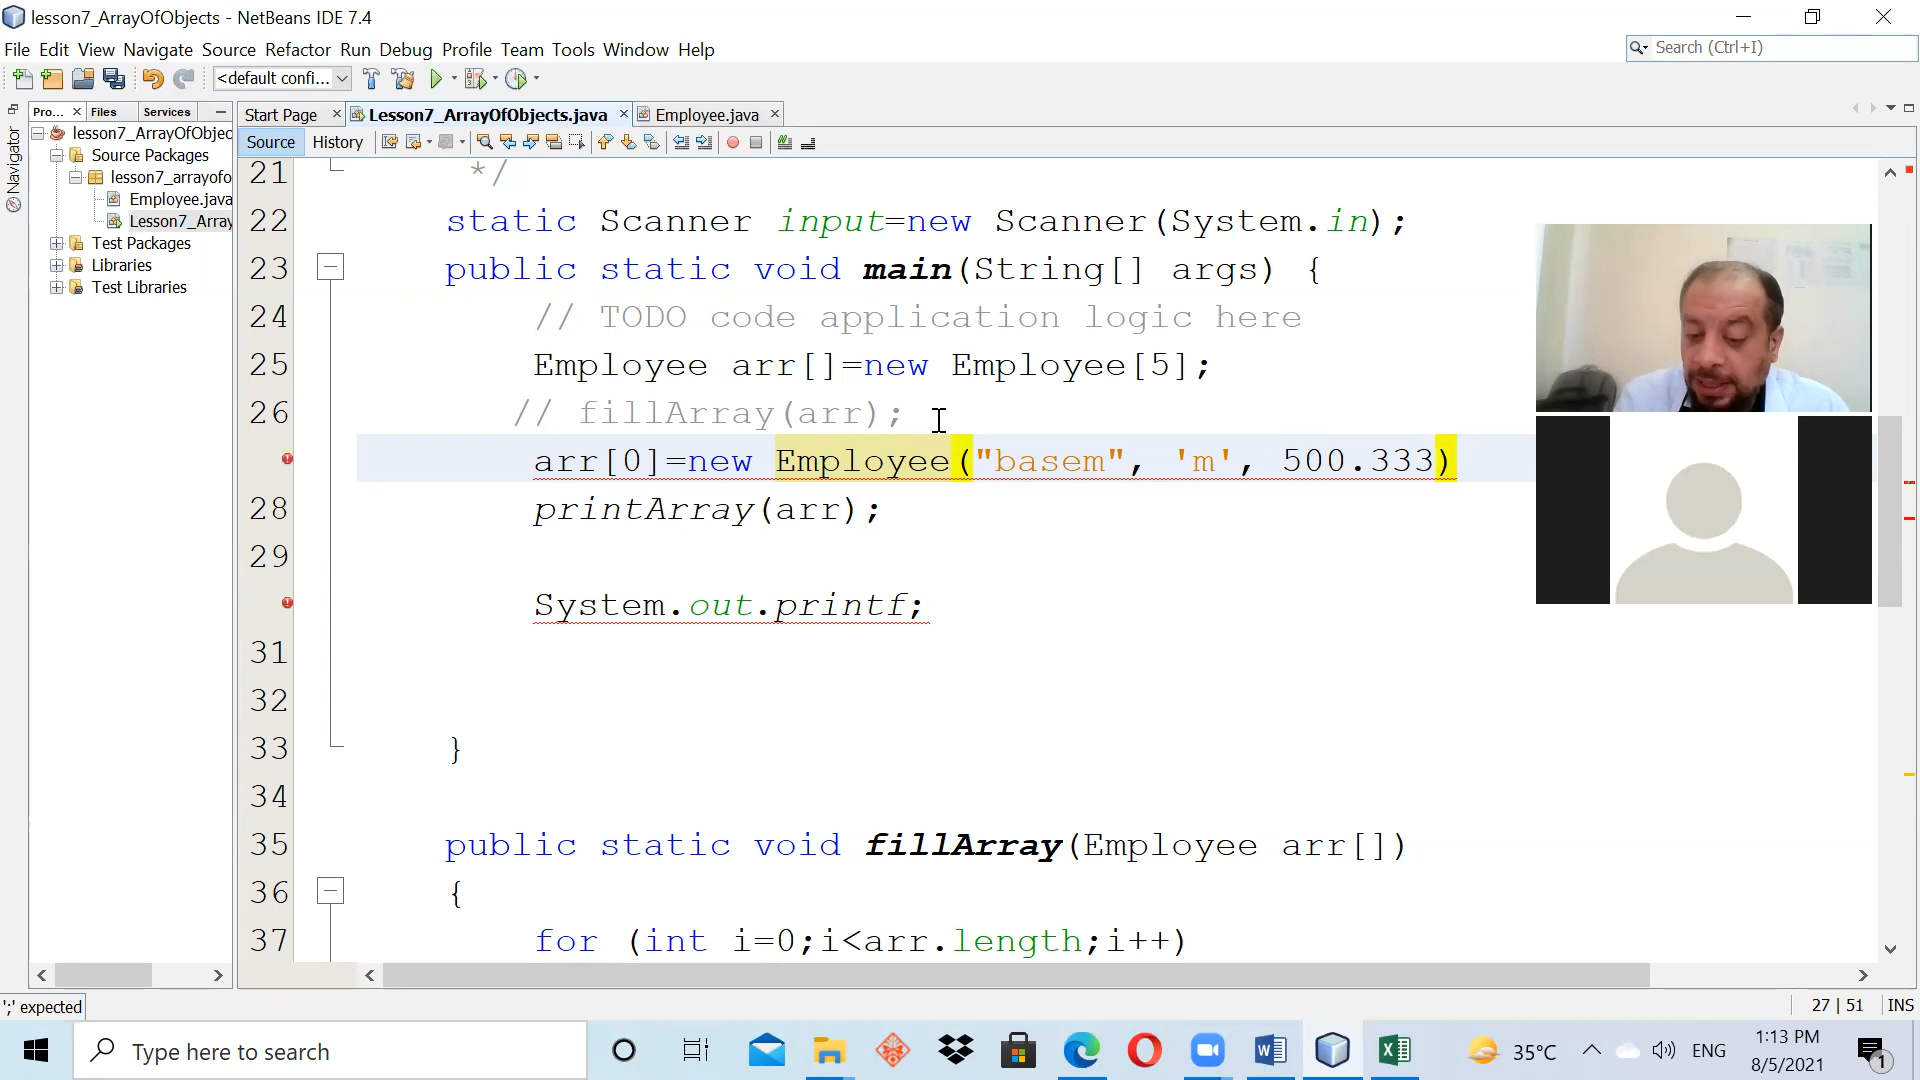 lesson7_ArrayOfObjects - NetBeans IDE 7.4
File Edit View Navigate Source Refactor Run Debug Profile Team Tools Window Help
Search (Ctrl+I)
<default confi...
Pro... Files Services
Start Page Lesson7_ArrayOfObjects.java Employee.java
Navigator
Source History
lesson7_ArrayOfObjec
Source Packages
lesson7_arrayofo
Employee.java
Lesson7_Array
Test Packages
Libraries
Test Libraries
21 */
22 static Scanner input=new Scanner(System.in);
23 public static void main(String[] args) {
24 // TODO code application logic here
25 Employee arr[]=new Employee[5];
26 // fillArray(arr);
arr[0]=new Employee("basem", 'm', 500.333)
28 printArray(arr);
29
System.out.printf;
31
32
33 }
34
35 public static void fillArray(Employee arr[])
36 {
37 for (int i=0;i<arr.length;i++)
';' expected
27 | 51 INS
Type here to search
35°C
ENG
1:13 PM
8/5/2021
1